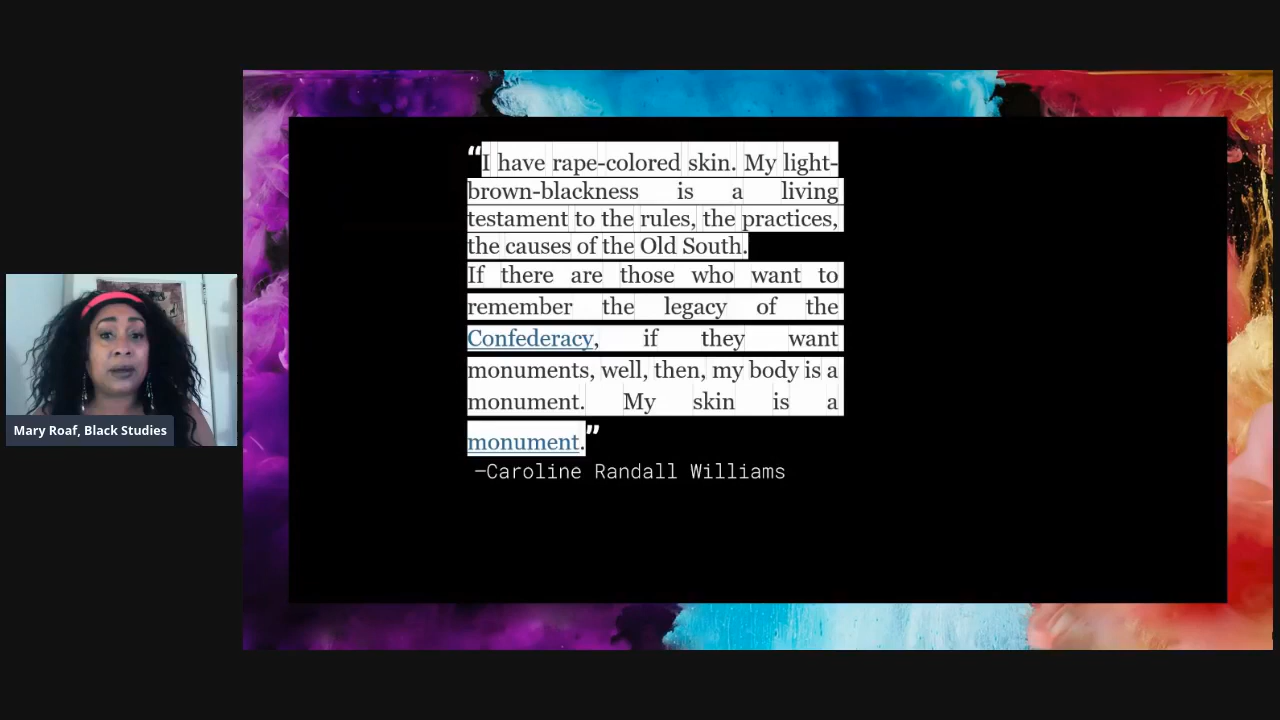 “I have rape-colored skin. My light-
brown-blackness is a living
testament to the rules, the practices,
the causes of the Old South.
If there are those who want to
remember the legacy of the
Confederacy, if they want
monuments, well, then, my body is a
monument. My skin is a
monument.”
—Caroline Randall Williams
Mary Roaf, Black Studies